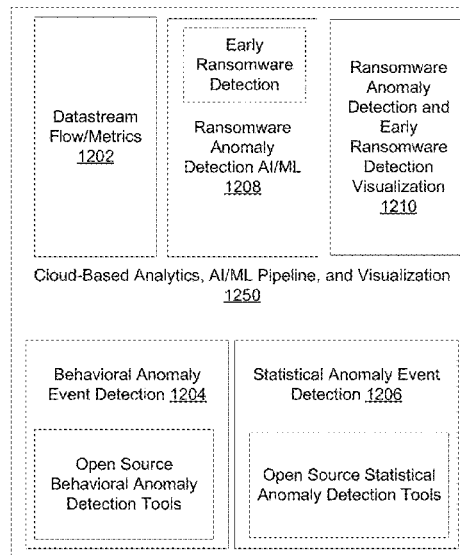 Datastream
Flow/Metrics
1202
Early
Ransomware
Detection
Ransomware
Anomaly
Detection AI/ML
1208
Ransomware
Anomaly
Detection and
Early
Ransomware
Detection
Visualization
1210
Cloud-Based Analytics, AI/ML Pipeline, and Visualization
1250
Behavioral Anomaly
Event Detection 1204
Open Source
Behavioral Anomaly
Detection Tools
Statistical Anomaly Event
Detection 1206
Open Source Statistical
Anomaly Detection Tools